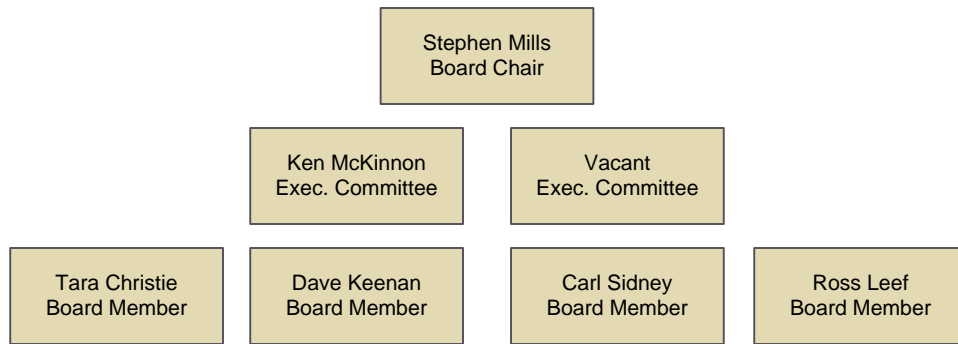 Stephen Mills
Board Chair
Ken McKinnon
Exec. Committee
Vacant
Exec. Committee
Tara Christie
Board Member
Dave Keenan
Board Member
Carl Sidney
Board Member
Ross Leef
Board Member